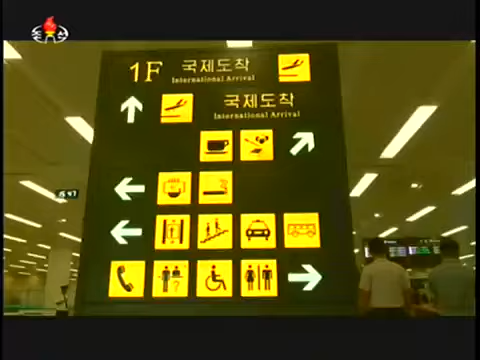 1F 국제도착
International Arrival
국제도착
International Arrival
?